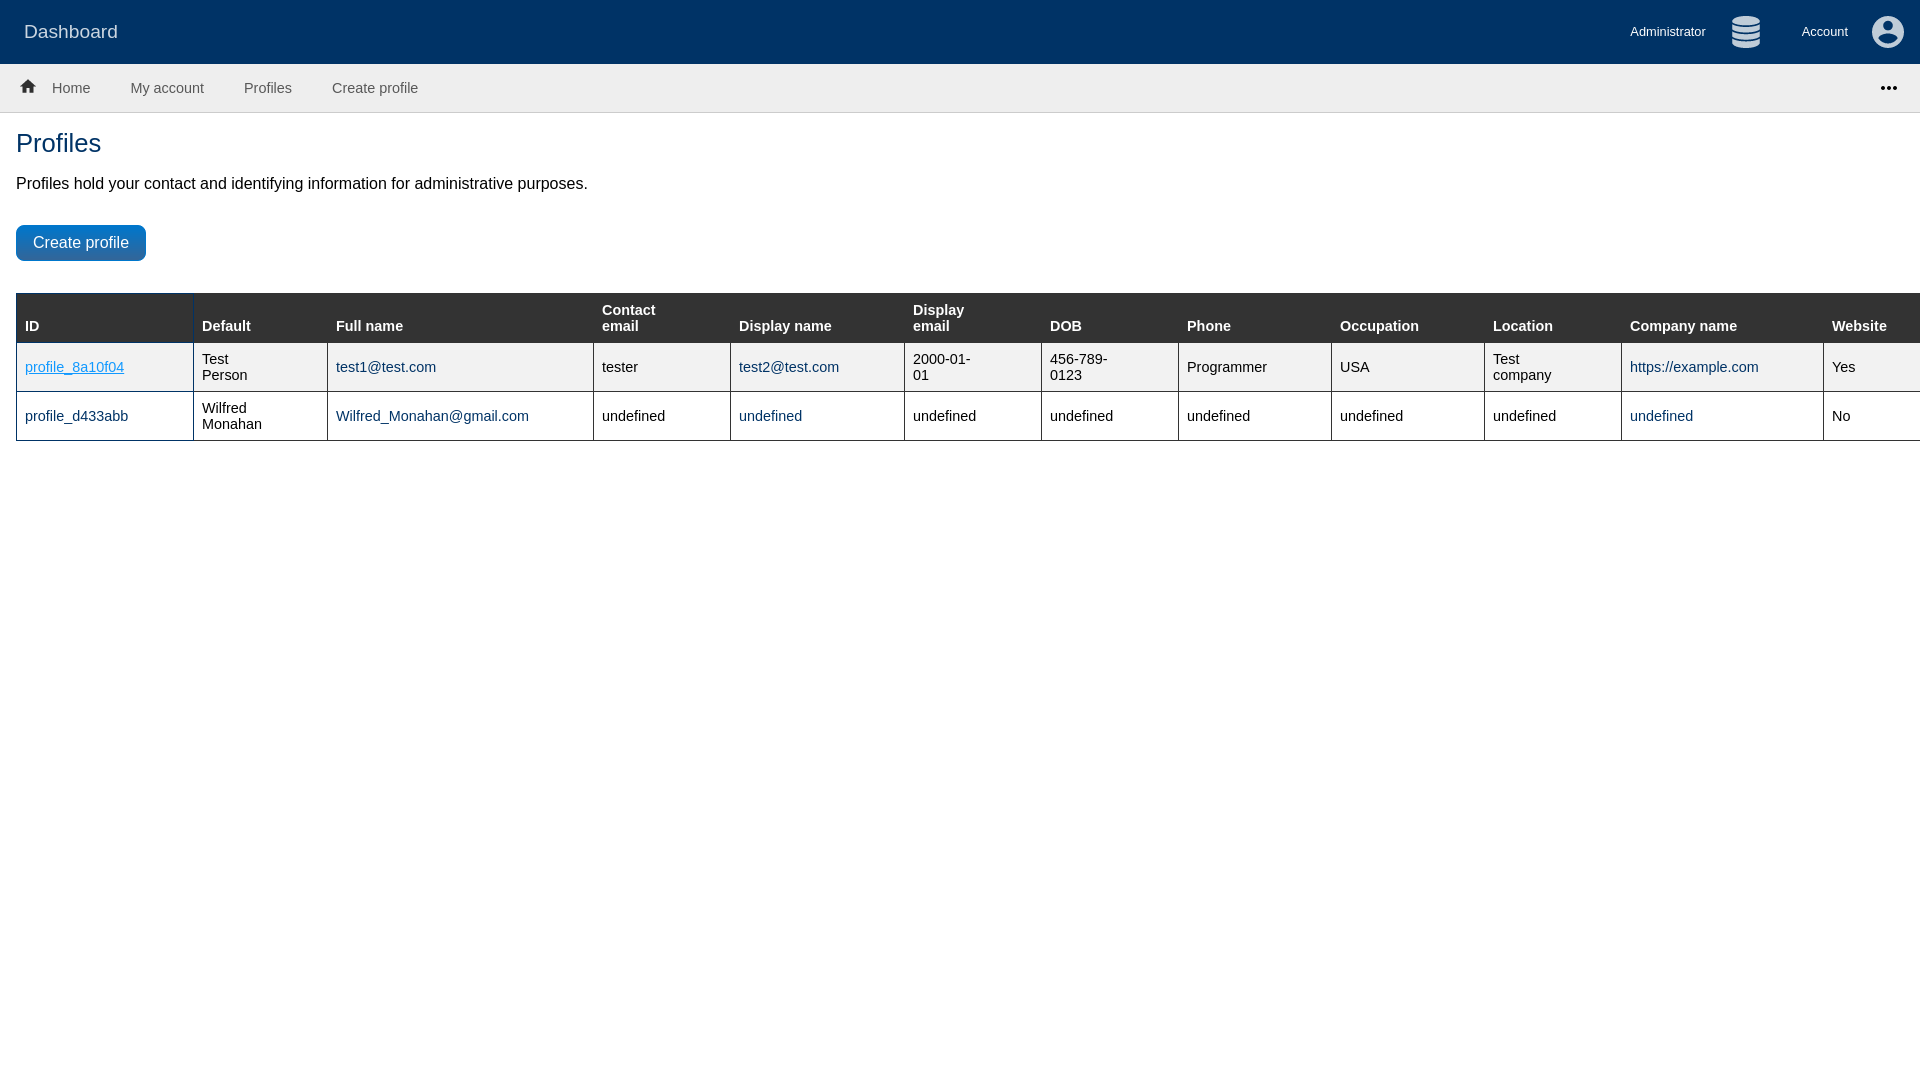 Dashboard
Administrator
Account
Home
My account
Profiles
Create profile
Profiles
Profiles hold your contact and identifying information for administrative purposes.
Create profile
ID
Default
Full name
Contact
email
Display name
Display
email
DOB
Phone
Occupation
Location
Company name
Website
profile_8a10f04
Test
Person
test1@test.com
tester
test2@test.com
2000-01-
01
456-789-
0123
Programmer
USA
Test
company
https://example.com
Yes
profile_d433abb
Wilfred
Monahan
Wilfred_Monahan@gmail.com
undefined
undefined
undefined
undefined
undefined
undefined
undefined
undefined
No